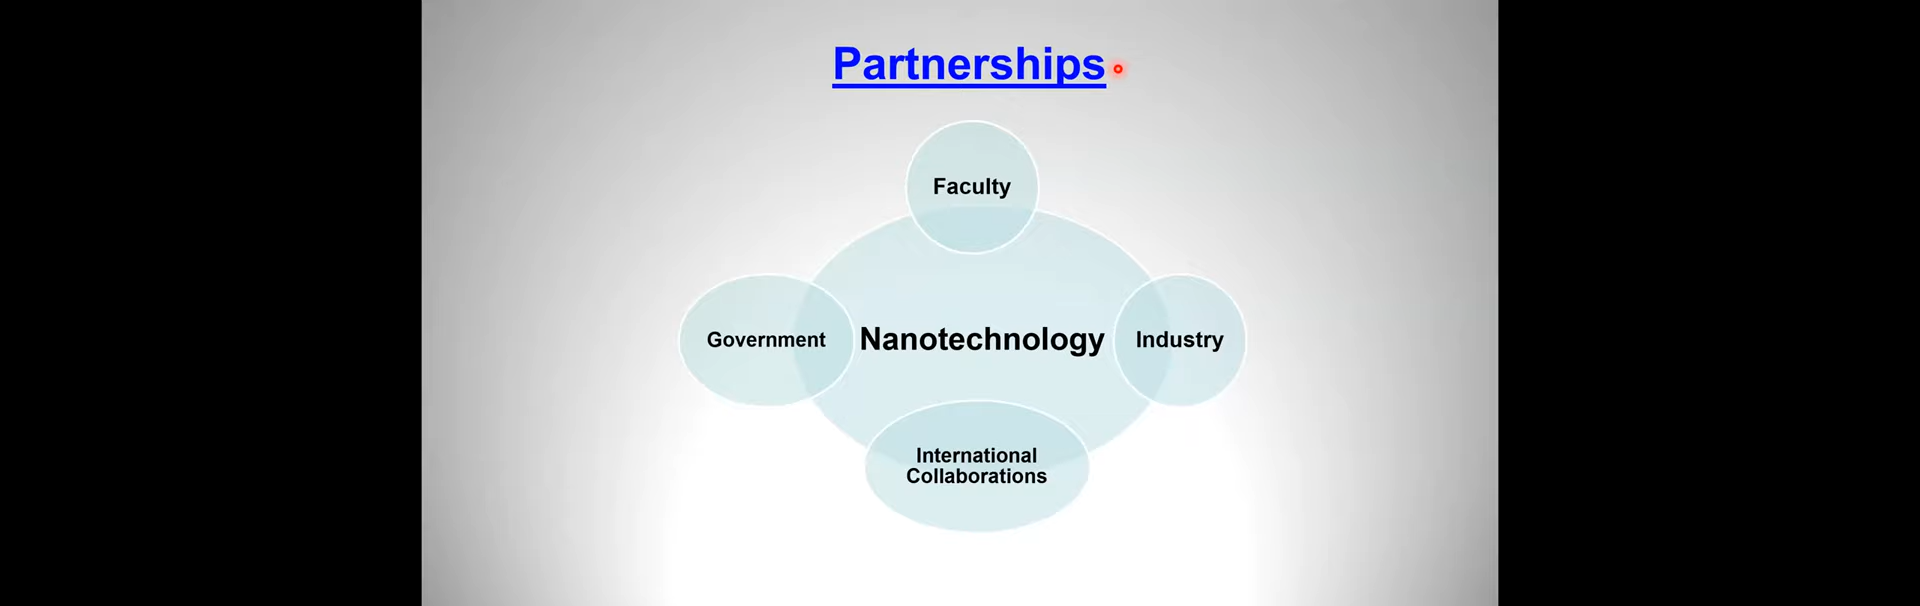 Partnerships
Faculty
Government
Nanotechnology
Industry
International
Collaborations